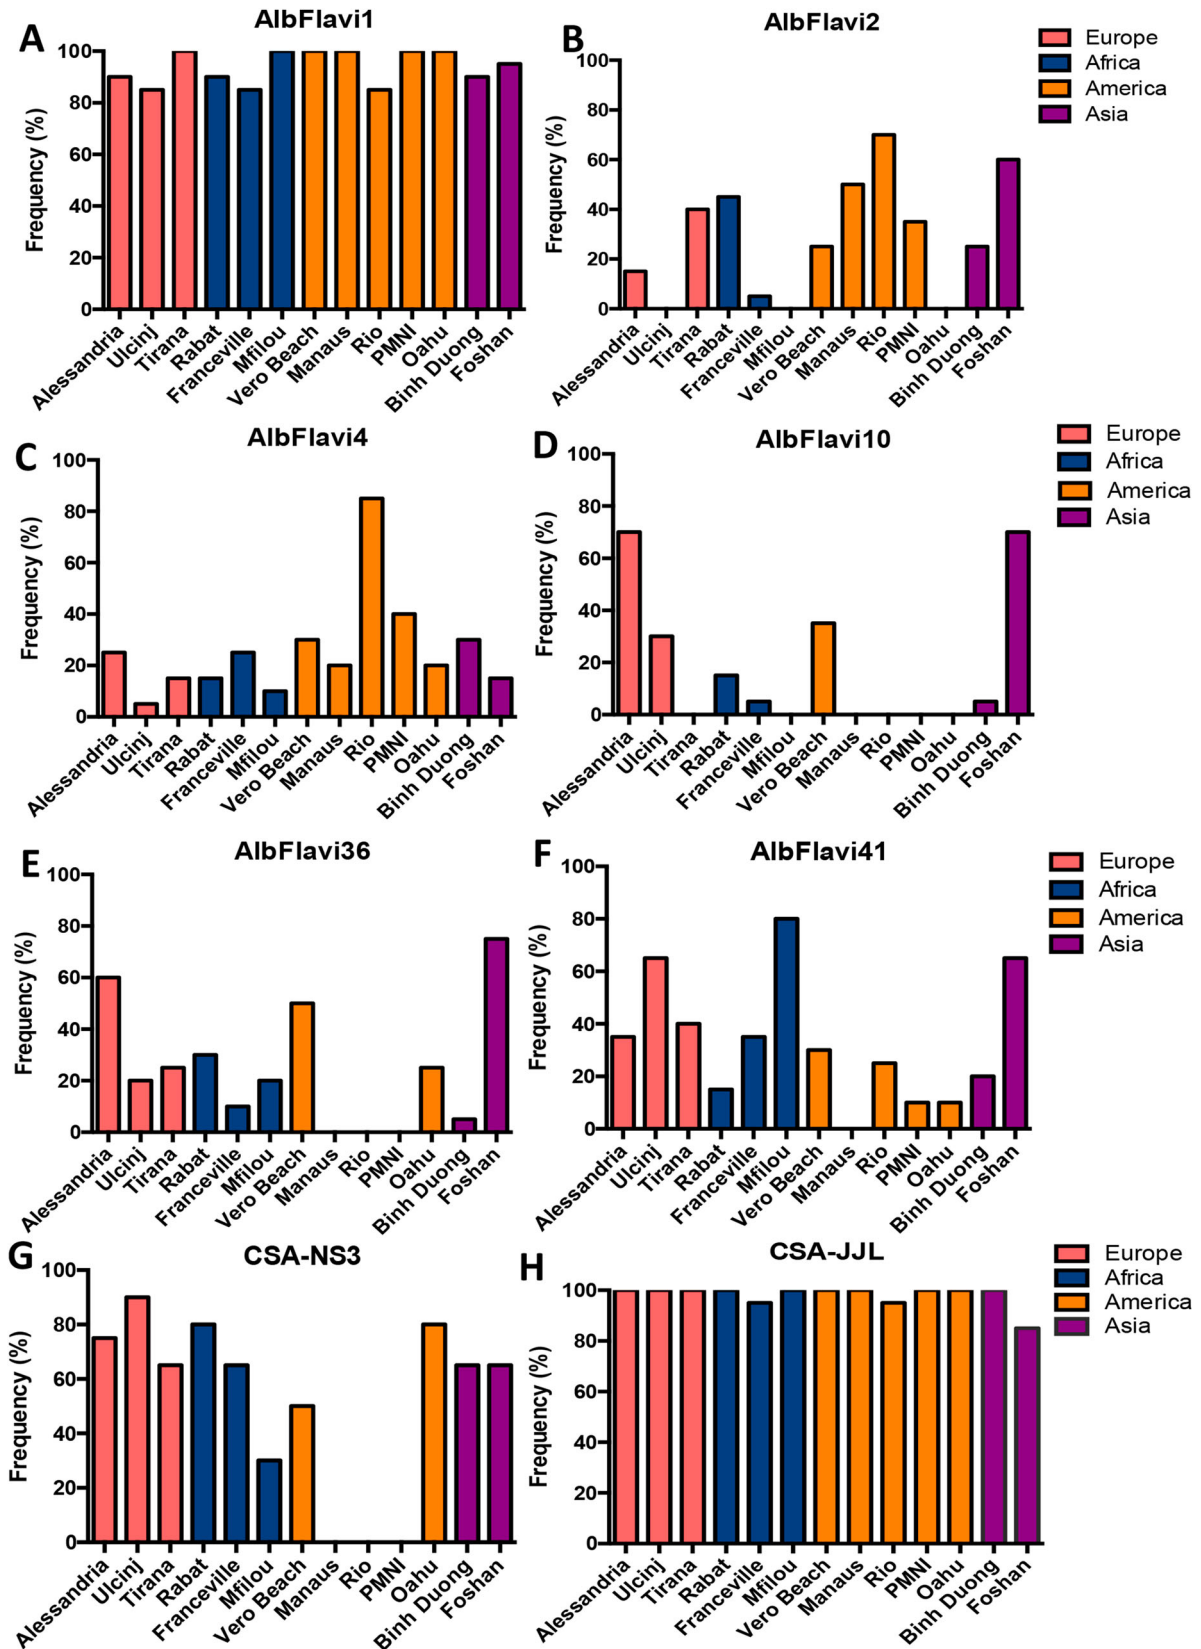 A
AlbFlavi1
Frequency (%)
100
80
60
40
20
0
Alessandria
Ulcinj
Tirana
Rabat
Franceville
Mfilou
Vero Beach
Manaus
Rio
PMNI
Oahu
Binh Duong
Foshan
B
AlbFlavi2
Europe
Africa
America
Asia
Frequency (%)
100
80
60
40
20
0
Alessandria
Ulcinj
Tirana
Rabat
Franceville
Mfilou
Vero Beach
Manaus
Rio
PMNI
Oahu
Binh Duong
Foshan
C
AlbFlavi4
Frequency (%)
100
80
60
40
20
0
Alessandria
Ulcinj
Tirana
Rabat
Franceville
Mfilou
Vero Beach
Manaus
Rio
PMNI
Oahu
Binh Duong
Foshan
D
AlbFlavi10
Europe
Africa
America
Asia
Frequency (%)
100
80
60
40
20
0
Alessandria
Ulcinj
Tirana
Rabat
Franceville
Mfilou
Vero Beach
Manaus
Rio
PMNI
Oahu
Binh Duong
Foshan
E
AlbFlavi36
Frequency (%)
100
80
60
40
20
0
Alessandria
Ulcinj
Tirana
Rabat
Franceville
Mfilou
Vero Beach
Manaus
Rio
PMNI
Oahu
Binh Duong
Foshan
F
AlbFlavi41
Europe
Africa
America
Asia
Frequency (%)
100
80
60
40
20
0
Alessandria
Ulcinj
Tirana
Rabat
Franceville
Mfilou
Vero Beach
Manaus
Rio
PMNI
Oahu
Binh Duong
Foshan
G
CSA-NS3
Frequency (%)
100
80
60
40
20
0
Alessandria
Ulcinj
Tirana
Rabat
Franceville
Mfilou
Vero Beach
Manaus
Rio
PMNI
Oahu
Binh Duong
Foshan
H
CSA-JJL
Europe
Africa
America
Asia
Frequency (%)
100
80
60
40
20
0
Alessandria
Ulcinj
Tirana
Rabat
Franceville
Mfilou
Vero Beach
Manaus
Rio
PMNI
Oahu
Binh Duong
Foshan